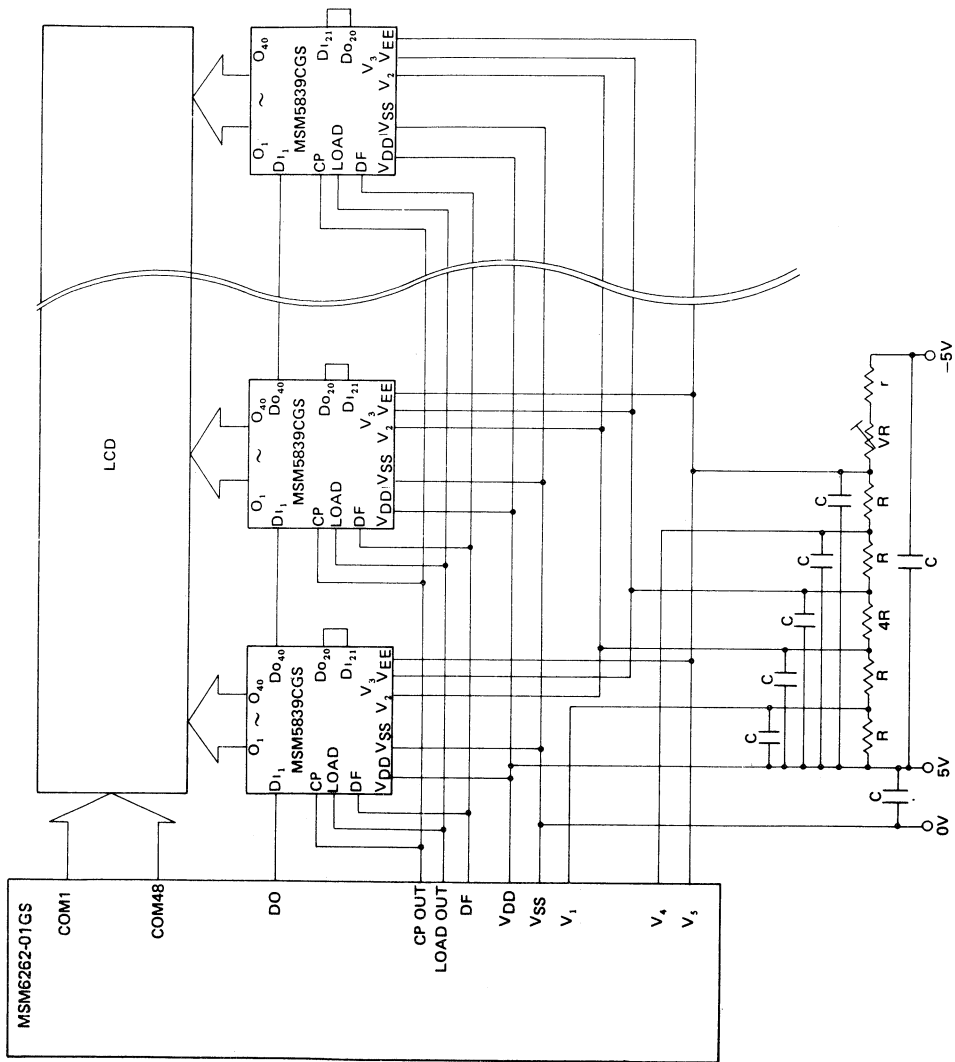 LCD
O₁ ~ O₄₀
DI₁ DO₄₀
MSM5839CGS
CP
LOAD
DF
DO₂₀
DI₂₁
VDD VSS V₂ V₃ VEE
O₁ ~ O₄₀
DI₁ DO₄₀
MSM5839CGS
CP
LOAD
DF
DO₂₀
DI₂₁
VDD VSS V₂ V₃ VEE
O₁ ~ O₄₀
DI₁
MSM5839CGS
CP
LOAD
DF
DI₂₁
DO₂₀
VDD VSS V₂ V₃ VEE
MSM6262-01GS
COM1
COM48
DO
CP OUT
LOAD OUT
DF
VDD
VSS
V₁
V₄
V₅
C C C C C
R R 4R R R VR r
C C
0V 5V −5V